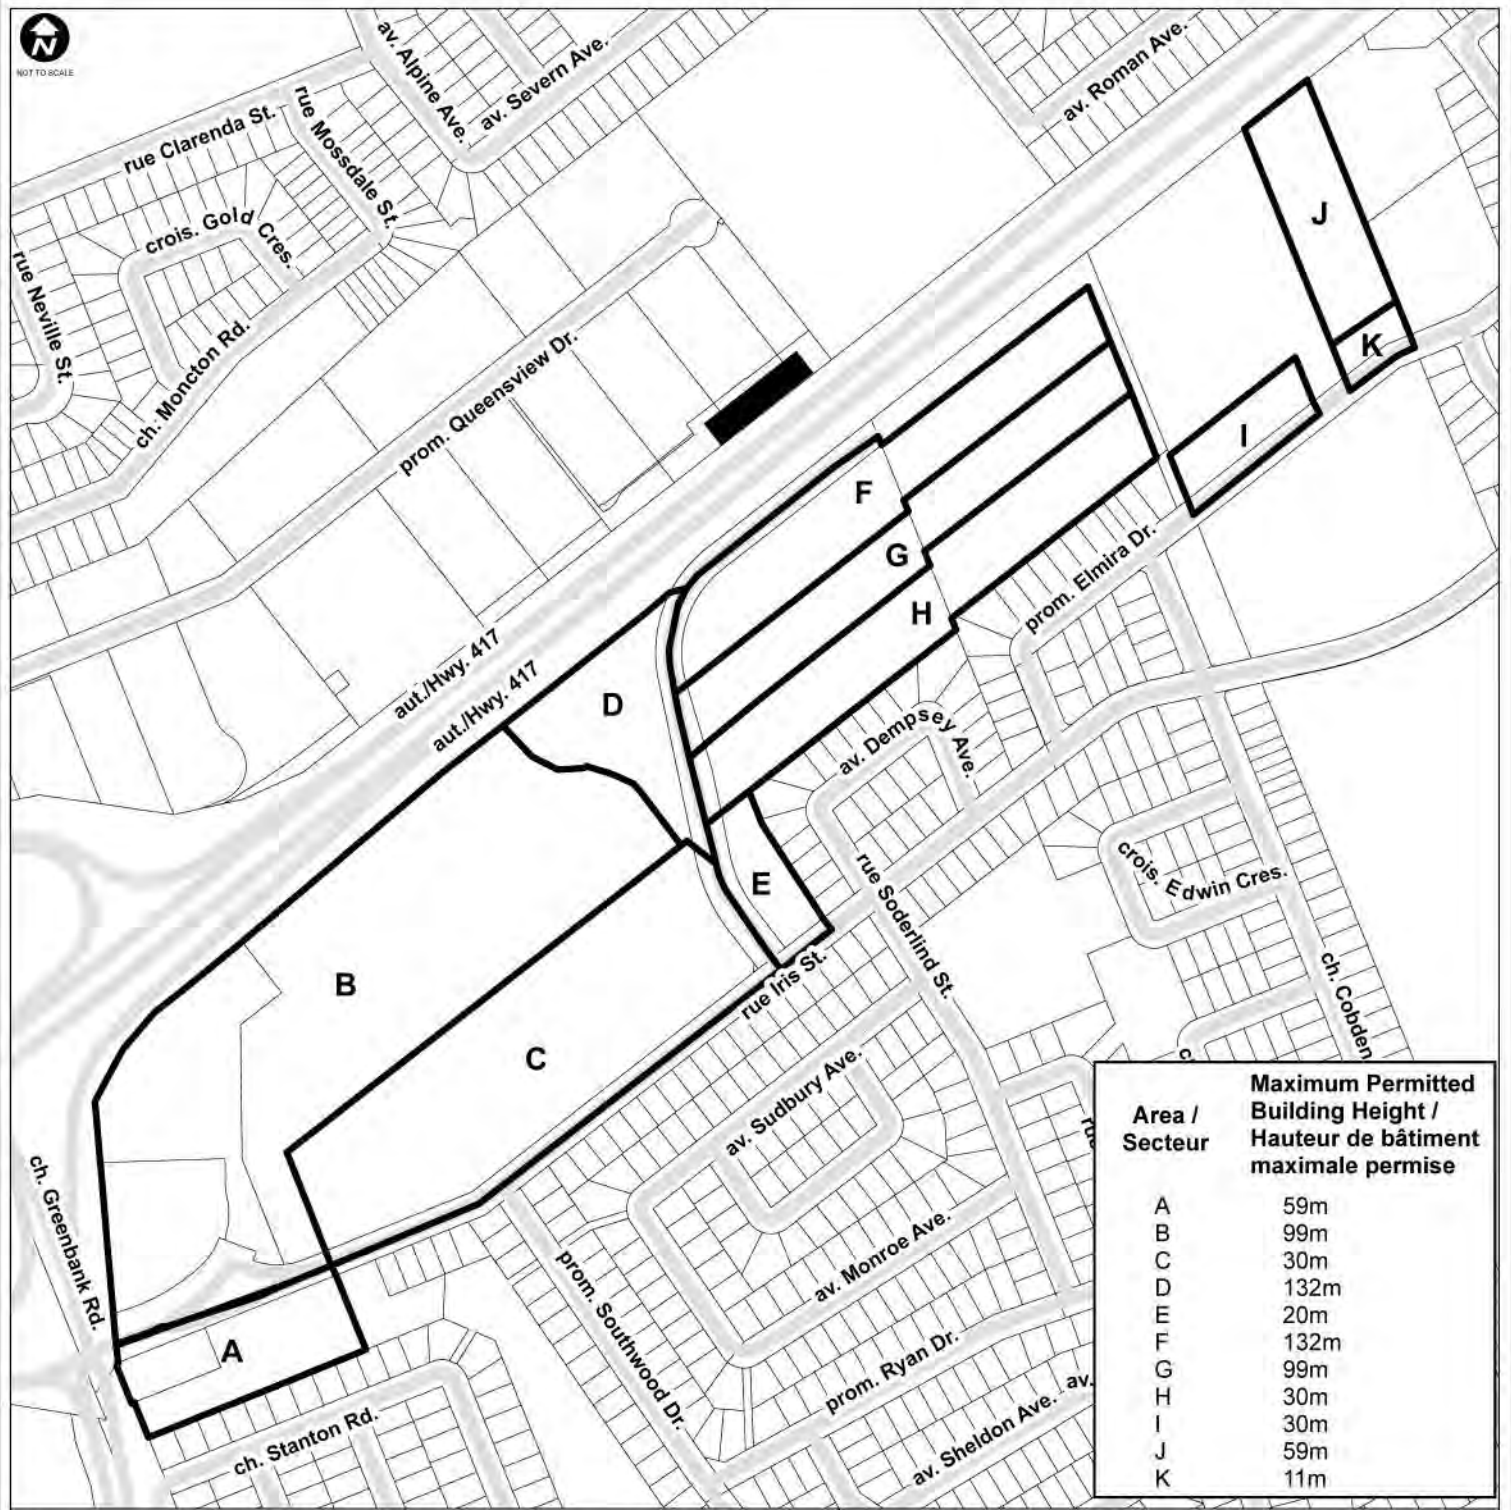 N
NOT TO SCALE
av. Alpine Ave.
av. Severn Ave.
av. Roman Ave.
rue Clarenda St.
rue Mossdale St.
crois. Gold Cres.
rue Neville St.
ch. Moncton Rd.
prom. Queensview Dr.
J
K
I
F
G
H
prom. Elmira Dr.
aut./Hwy. 417
aut./Hwy. 417
D
av. Dempsey Ave.
E
crois. Edwin Cres.
rue Soderlind St.
B
rue Iris St.
ch. Cobden
C
c
av. Sudbury Ave.
ru
ch. Greenbank Rd.
av. Monroe Ave.
prom. Southwood Dr.
A
prom. Ryan Dr.
av.
av. Sheldon Ave.
ch. Stanton Rd.
Area /
Secteur
Maximum Permitted
Building Height /
Hauteur de bâtiment
maximale permise
A 59m
B 99m
C 30m
D 132m
E 20m
F 132m
G 99m
H 30m
I 30m
J 59m
K 11m